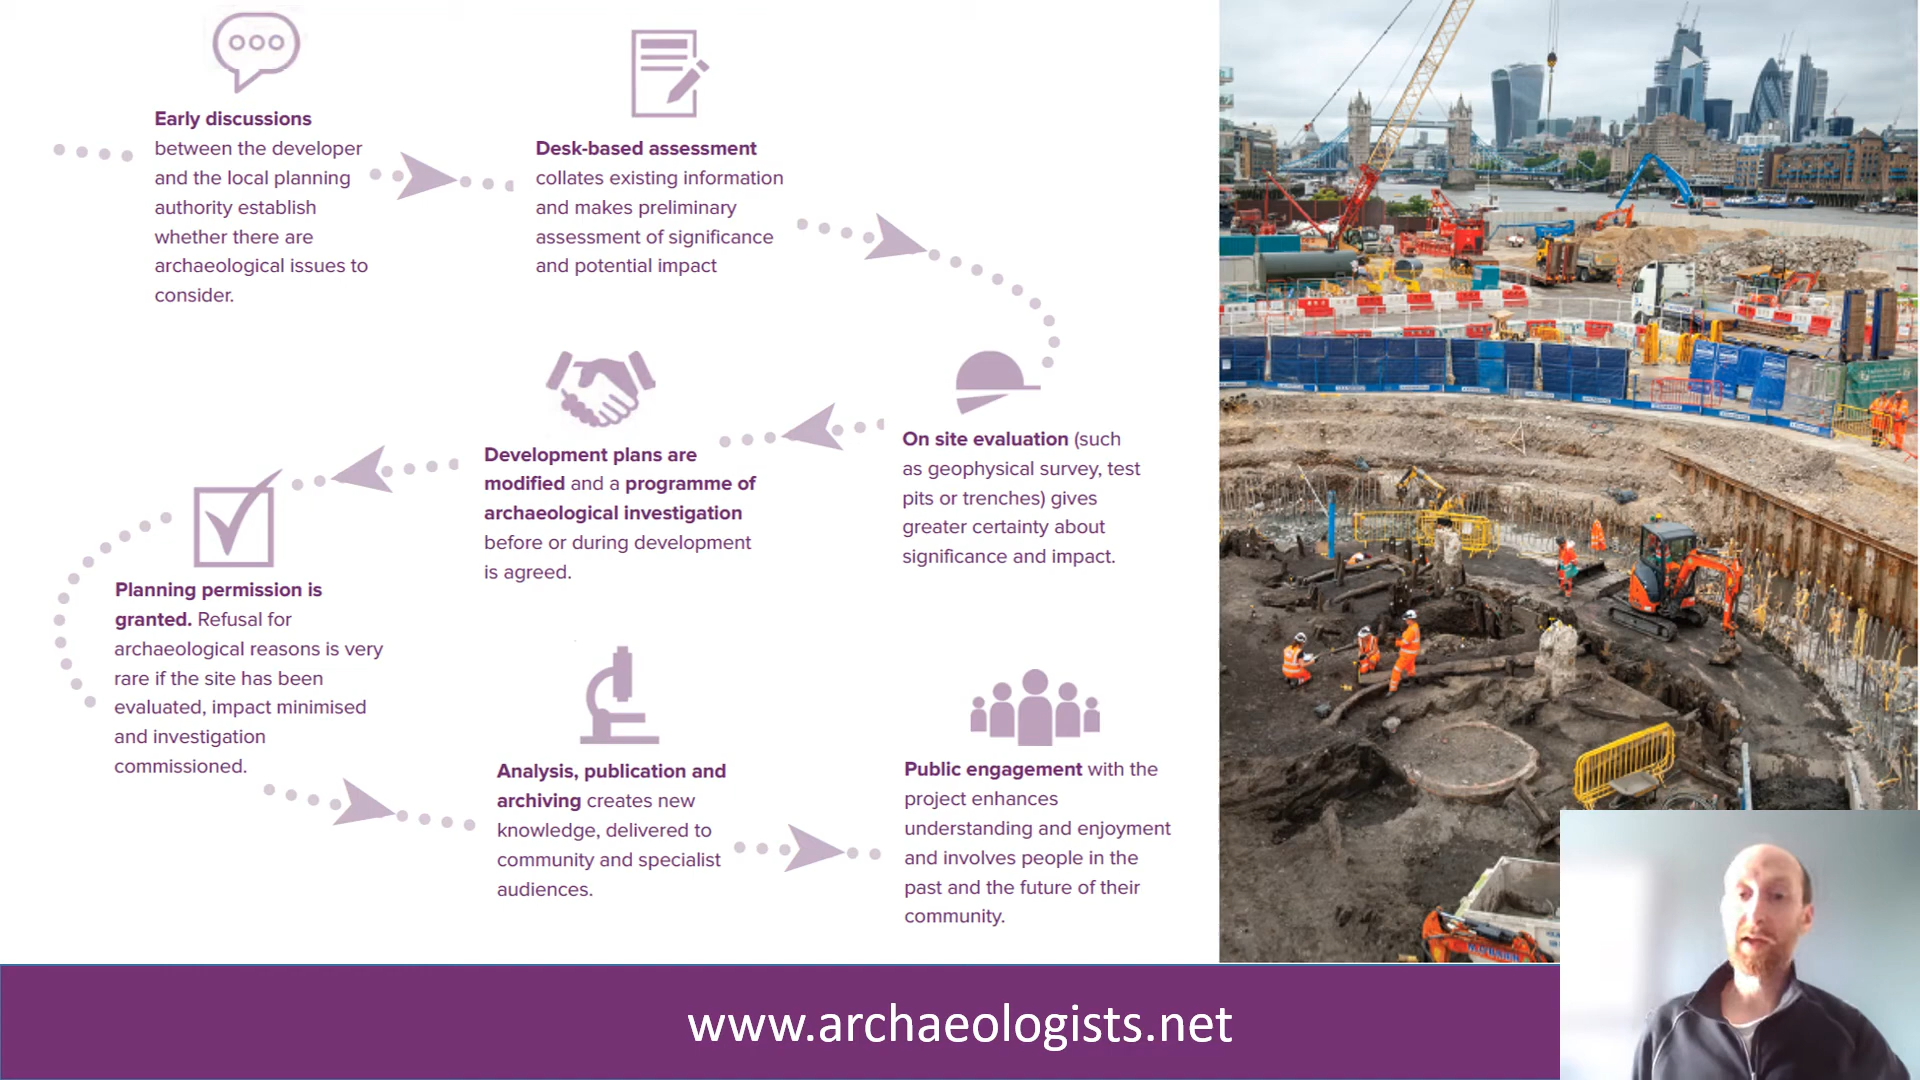 Early discussions
between the developer
and the local planning
authority establish
whether there are
archaeological issues to
consider.
Desk-based assessment
collates existing information
and makes preliminary
assessment of significance
and potential impact
On site evaluation (such
as geophysical survey, test
pits or trenches) gives
greater certainty about
significance and impact.
Development plans are
modified and a programme of
archaeological investigation
before or during development
is agreed.
Planning permission is
granted. Refusal for
archaeological reasons is very
rare if the site has been
evaluated, impact minimised
and investigation
commissioned.
Analysis, publication and
archiving creates new
knowledge, delivered to
community and specialist
audiences.
Public engagement with the
project enhances
understanding and enjoyment
and involves people in the
past and the future of their
community.
www.archaeologists.net